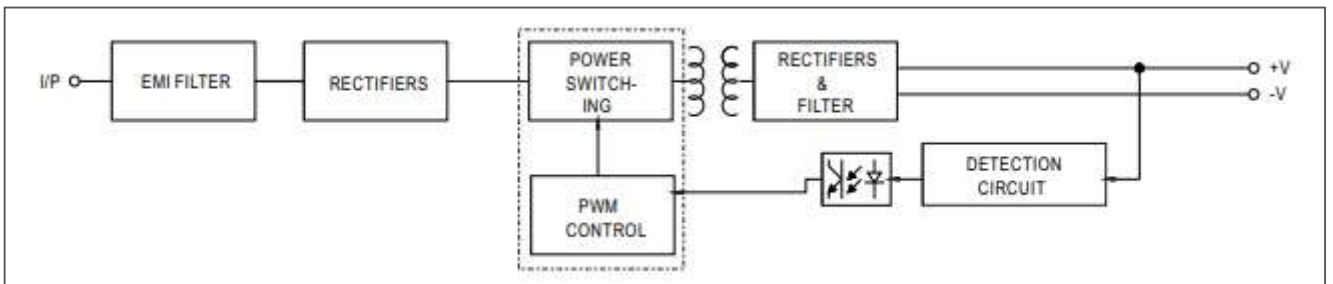 I/P
EMI FILTER
RECTIFIERS
POWER
SWITCH-
ING
RECTIFIERS
&
FILTER
+V
-V
PWM
CONTROL
DETECTION
CIRCUIT